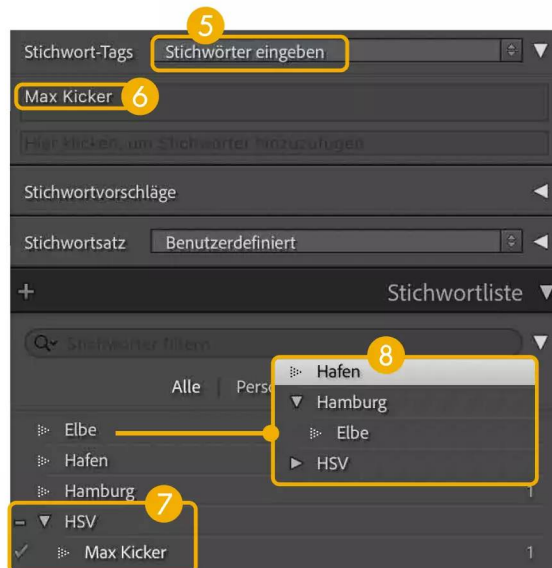 5
Stichwort-Tags Stichwörter eingeben
Max Kicker 6
Hier klicken, um Stichwörter hinzuzufügen
Stichwortvorschläge
Stichwortsatz Benutzerdefiniert
+ Stichwortliste
Stichwörter filtern
8
Hafen
Alle | Perso
Hamburg
Elbe
Elbe
Hafen
HSV
Hamburg 1
7
HSV
Max Kicker 1